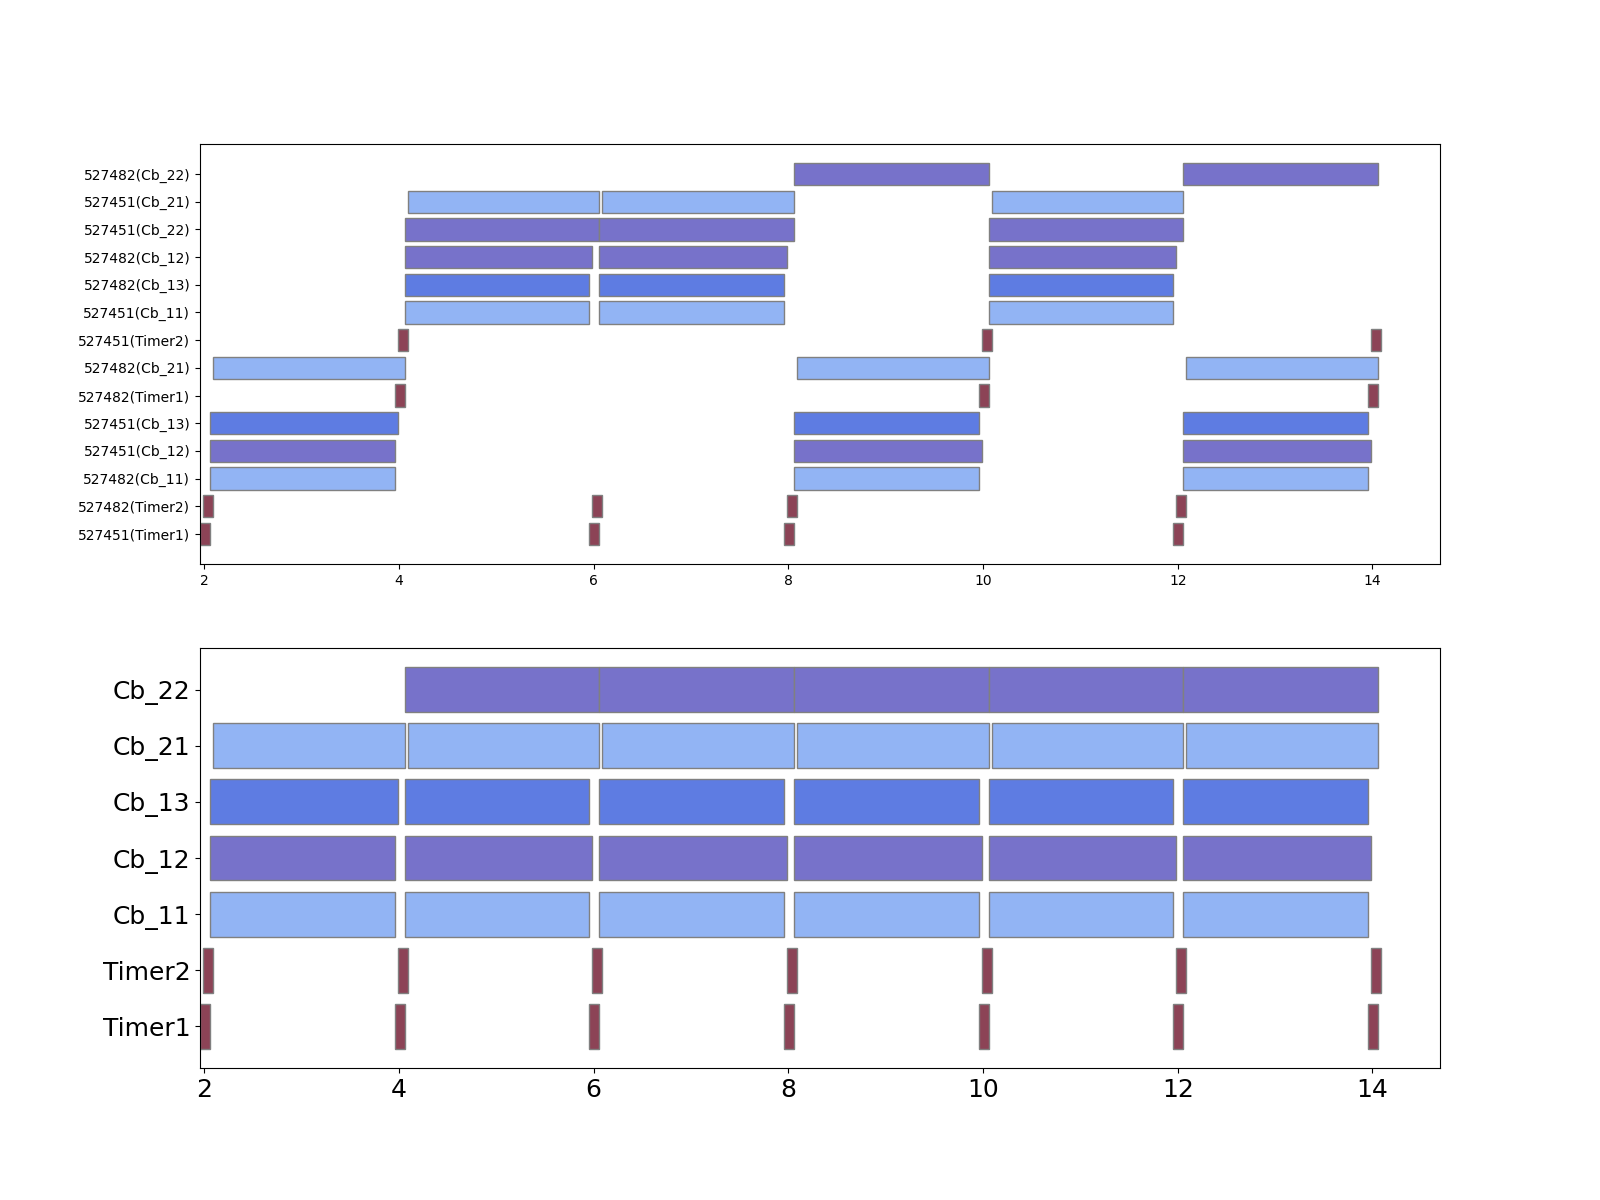 527482(Cb_22)
527451(Cb_21)
527451(Cb_22)
527482(Cb_12)
527482(Cb_13)
527451(Cb_11)
527451(Timer2)
527482(Cb_21)
527482(Timer1)
527451(Cb_13)
527451(Cb_12)
527482(Cb_11)
527482(Timer2)
527451(Timer1)
2 4 6 8 10 12 14
Cb_22
Cb_21
Cb_13
Cb_12
Cb_11
Timer2
Timer1
2 4 6 8 10 12 14